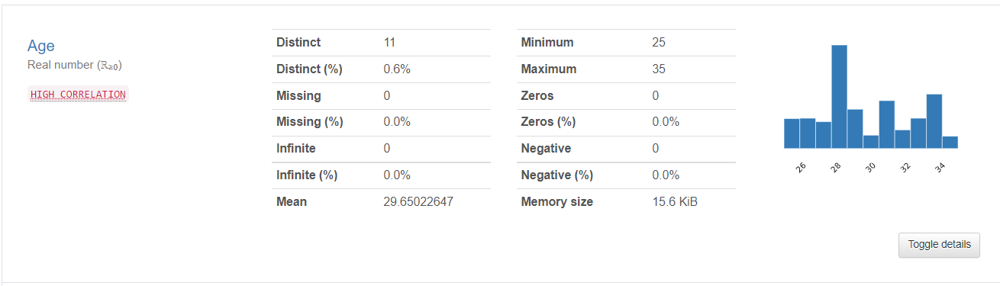 Age
Real number (ℝ≥0)
HIGH CORRELATION
Distinct 11
Distinct (%) 0.6%
Missing 0
Missing (%) 0.0%
Infinite 0
Infinite (%) 0.0%
Mean 29.65022647
Minimum 25
Maximum 35
Zeros 0
Zeros (%) 0.0%
Negative 0
Negative (%) 0.0%
Memory size 15.6 KiB
26 28 30 32 34
Toggle details